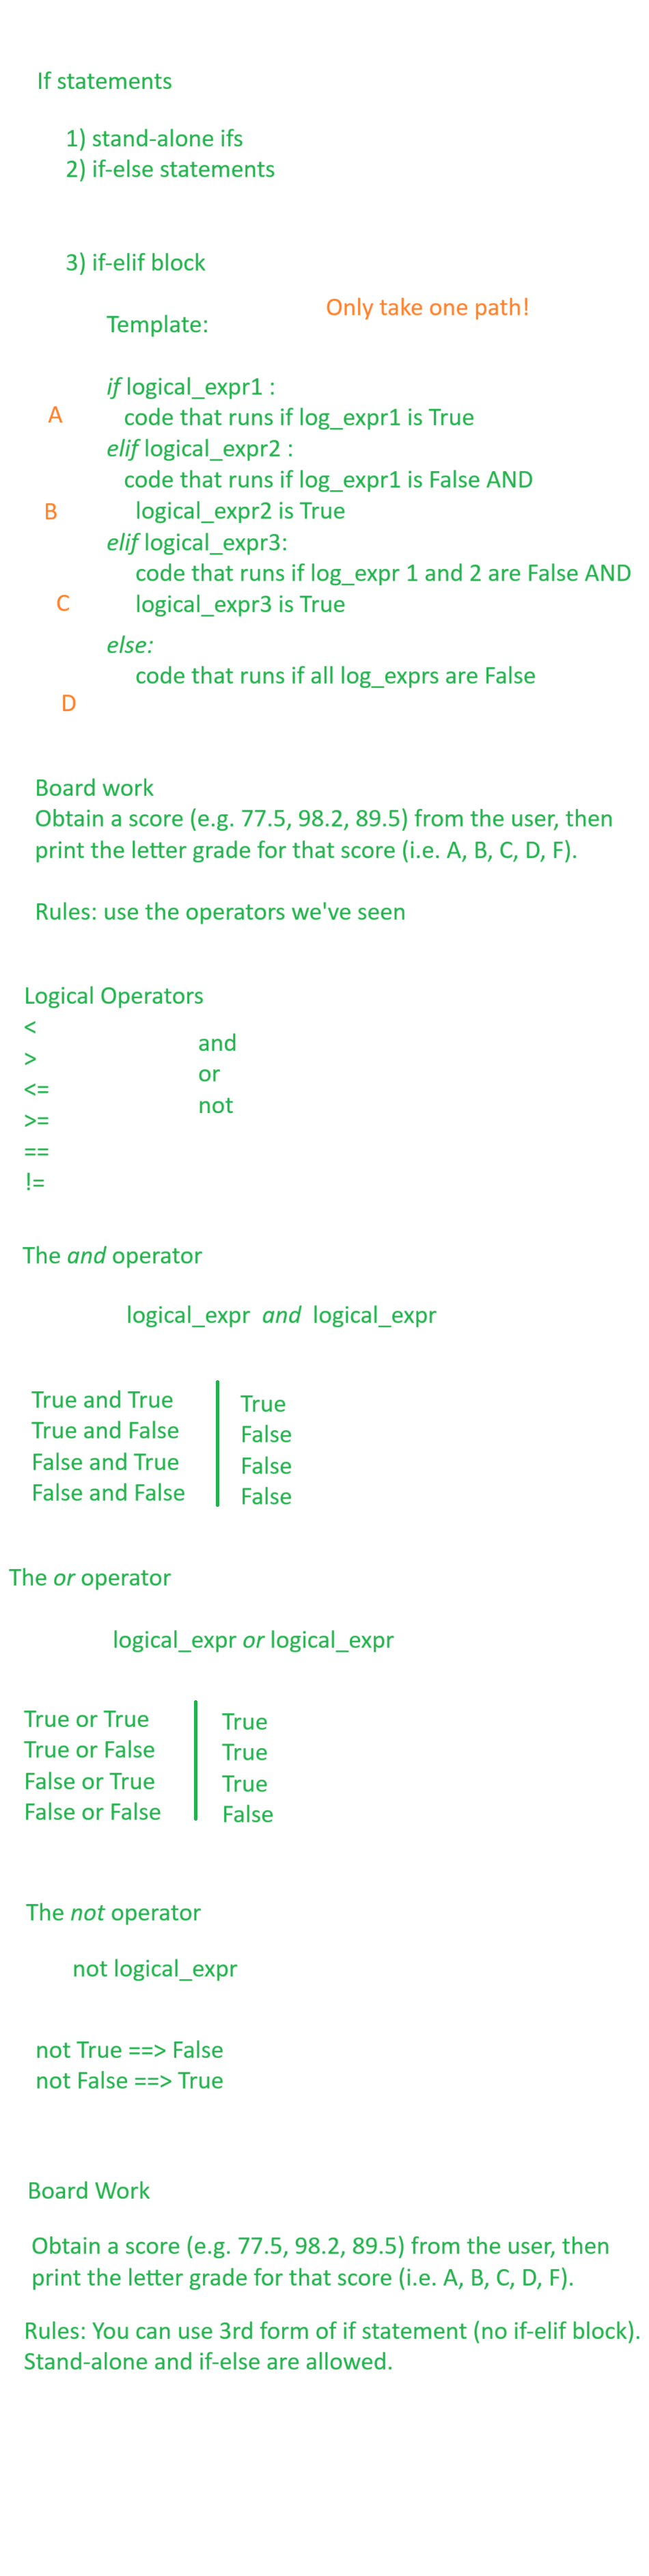 If statements
1) stand-alone ifs
2) if-else statements
3) if-elif block
Only take one path!
Template:
if logical_expr1 :
A
code that runs if log_expr1 is True
elif logical_expr2 :
code that runs if log_expr1 is False AND
B
logical_expr2 is True
elif logical_expr3:
code that runs if log_expr 1 and 2 are False AND
C
logical_expr3 is True
else:
code that runs if all log_exprs are False
D
Board work
Obtain a score (e.g. 77.5, 98.2, 89.5) from the user, then
print the letter grade for that score (i.e. A, B, C, D, F).
Rules: use the operators we've seen
Logical Operators
<
>
<=
>=
==
!=
and
or
not
The and operator
logical_expr and logical_expr
True and True
True and False
False and True
False and False
True
False
False
False
The or operator
logical_expr or logical_expr
True or True
True or False
False or True
False or False
True
True
True
False
The not operator
not logical_expr
not True ==> False
not False ==> True
Board Work
Obtain a score (e.g. 77.5, 98.2, 89.5) from the user, then
print the letter grade for that score (i.e. A, B, C, D, F).
Rules: You can use 3rd form of if statement (no if-elif block).
Stand-alone and if-else are allowed.